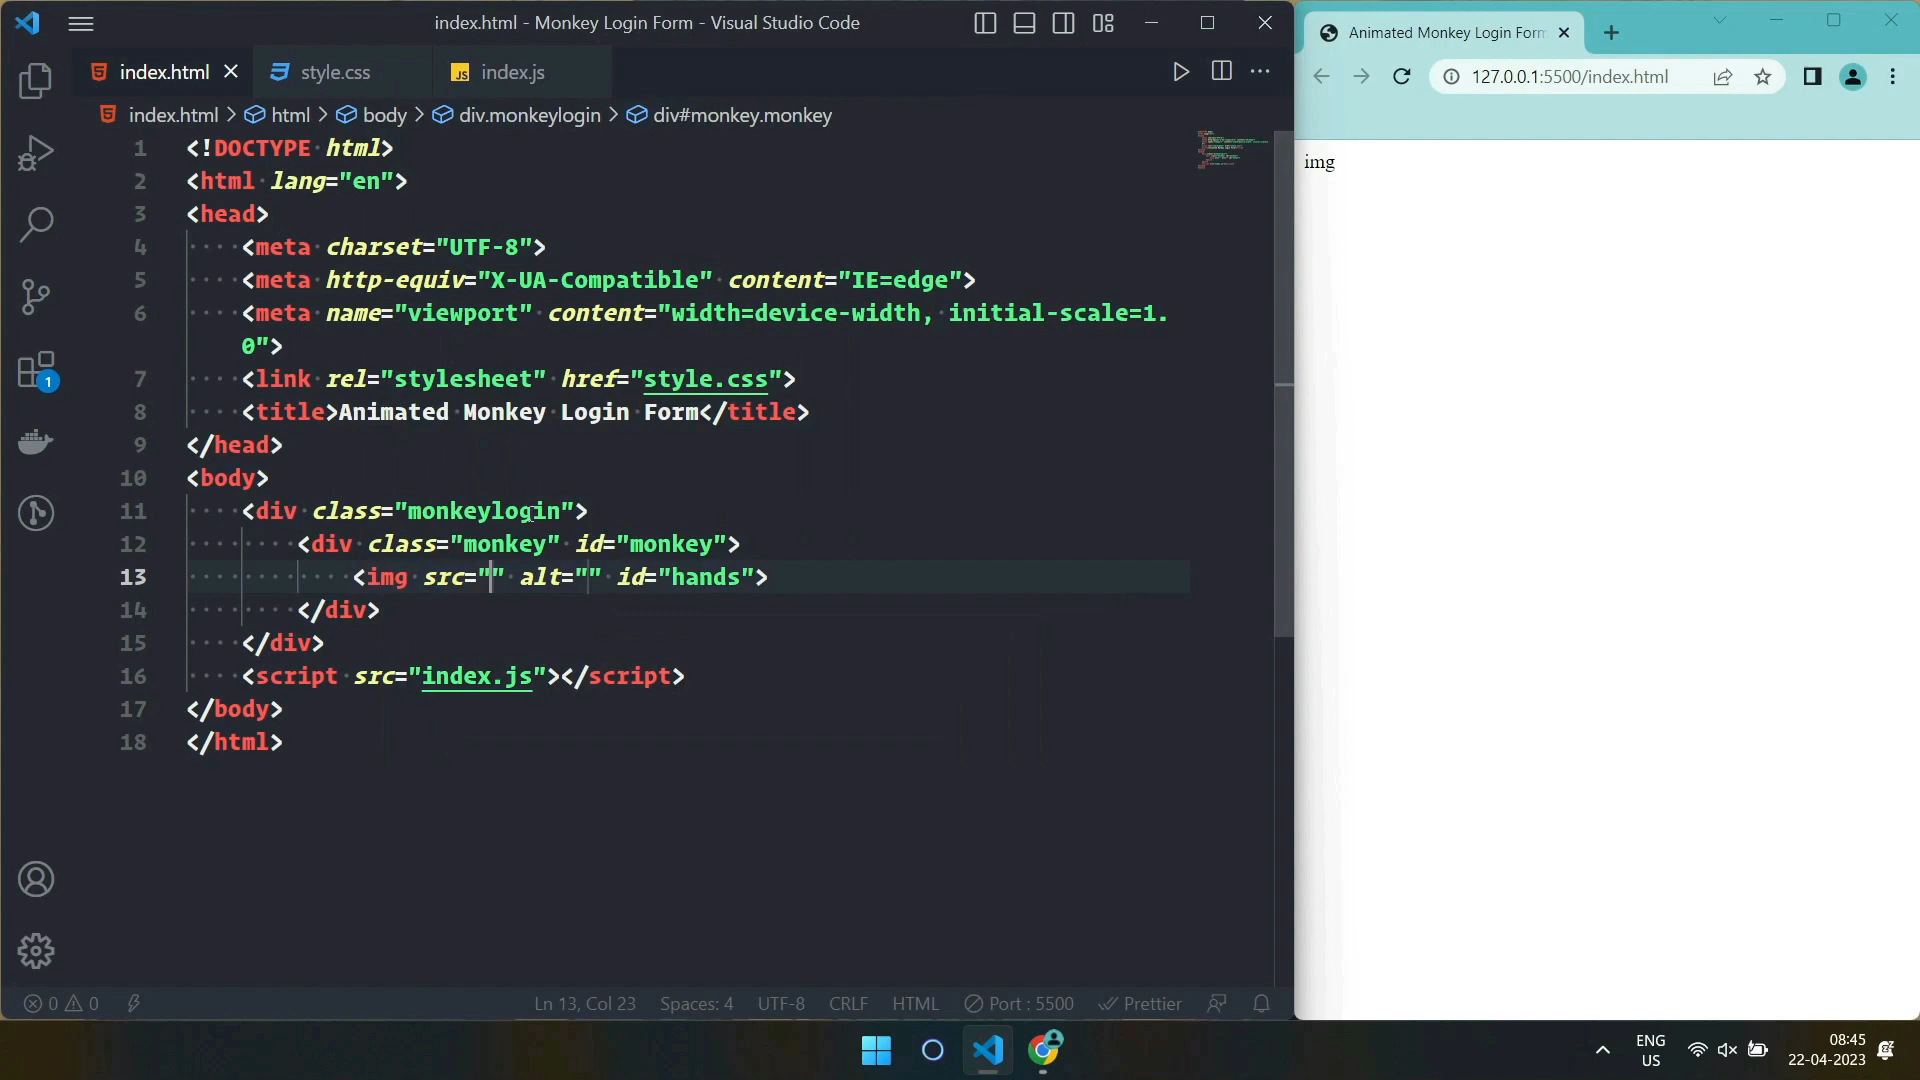 index.html - Monkey Login Form - Visual Studio Code
index.html
style.css
JS index.js
index.html > html > body > div.monkeylogin > div#monkey.monkey
1 <!DOCTYPE html>
2 <html lang="en">
3 <head>
4 <meta charset="UTF-8">
5 <meta http-equiv="X-UA-Compatible" content="IE=edge">
6 <meta name="viewport" content="width=device-width, initial-scale=1.
0">
7 <link rel="stylesheet" href="style.css">
8 <title>Animated Monkey Login Form</title>
9 </head>
10 <body>
11 <div class="monkeylogin">
12 <div class="monkey" id="monkey">
13 <img src="" alt="" id="hands">
14 </div>
15 </div>
16 <script src="index.js"></script>
17 </body>
18 </html>
1
0 0
Ln 13, Col 23
Spaces: 4
UTF-8
CRLF
HTML
Port : 5500
Prettier
Animated Monkey Login Form
127.0.0.1:5500/index.html
img
ENG
US
08:45
22-04-2023